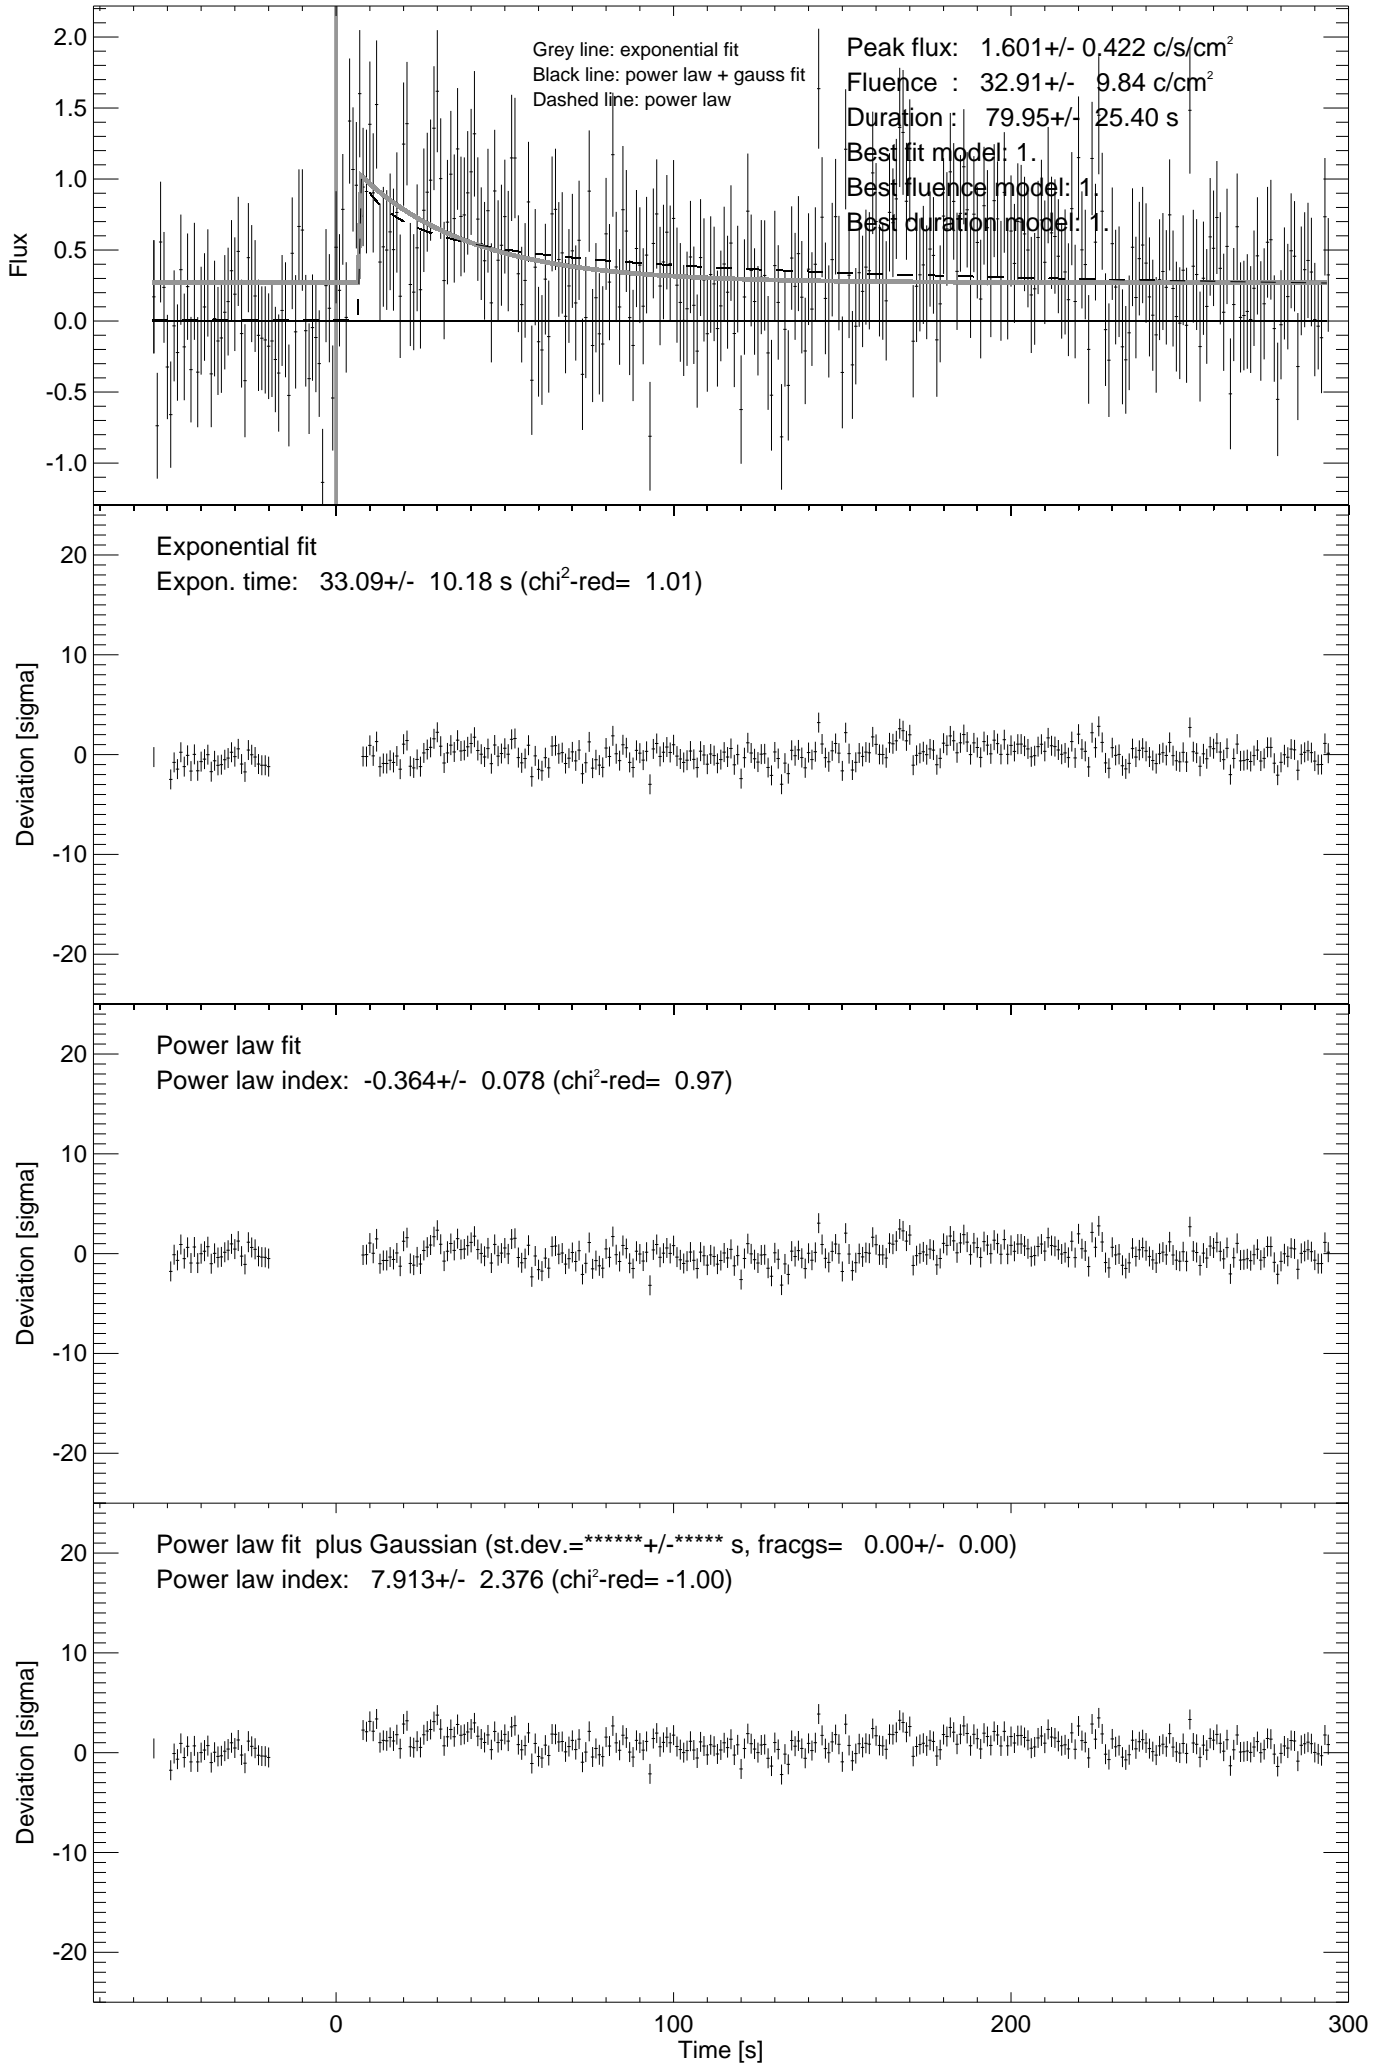 Grey line: exponential fit
Black line: power law + gauss fit
Dashed line: power law
Peak flux: 1.601+/- 0.422 c/s/cm²
Fluence : 32.91+/- 9.84 c/cm²
Duration : 79.95+/- 25.40 s
Best fit model: 1.
Best fluence model: 1.
Best duration model: 1.
2.0
1.5
1.0
0.5
0.0
-0.5
-1.0
Flux
Exponential fit
Expon. time: 33.09+/- 10.18 s (chi²-red= 1.01)
20
10
0
-10
-20
Deviation [sigma]
Power law fit
Power law index: -0.364+/- 0.078 (chi²-red= 0.97)
20
10
0
-10
-20
Deviation [sigma]
Power law fit plus Gaussian (st.dev.=******+/-***** s, fracgs= 0.00+/- 0.00)
Power law index: 7.913+/- 2.376 (chi²-red= -1.00)
20
10
0
-10
-20
Deviation [sigma]
0 100 200 300
Time [s]